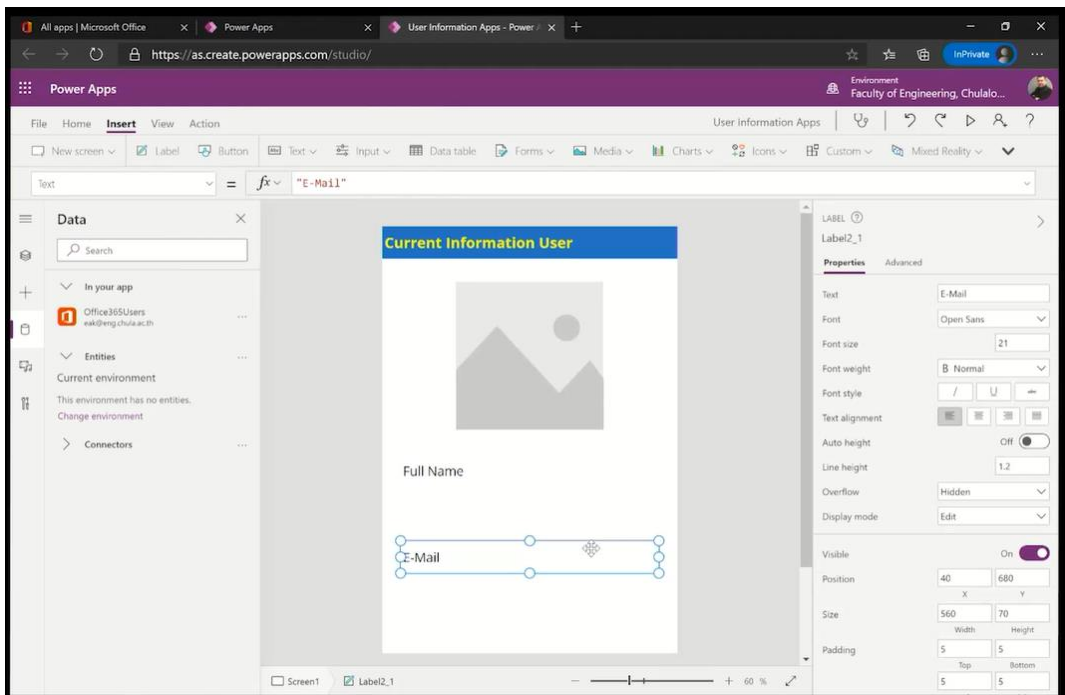 All apps | Microsoft Office
Power Apps
User Information Apps - Power
https://as.create.powerapps.com/studio/
InPrivate
Power Apps
Environment
Faculty of Engineering, Chulalo...
File Home Insert View Action
User Information Apps
New screen Label Button Text Input Data table Forms Media Charts Icons Custom Mixed Reality
Text = fx "E-Mail"
Data
Search
In your app
Office365Users
eak@eng.chula.ac.th
Entities
Current environment
This environment has no entities.
Change environment
Connectors
Current Information User
Full Name
E-Mail
Screen1 Label2_1
60 %
LABEL
Label2_1
Properties Advanced
Text E-Mail
Font Open Sans
Font size 21
Font weight B Normal
Font style / U
Text alignment
Auto height Off
Line height 1.2
Overflow Hidden
Display mode Edit
Visible On
Position 40 680
X Y
Size 560 70
Width Height
Padding 5 5
Top Bottom
5 5